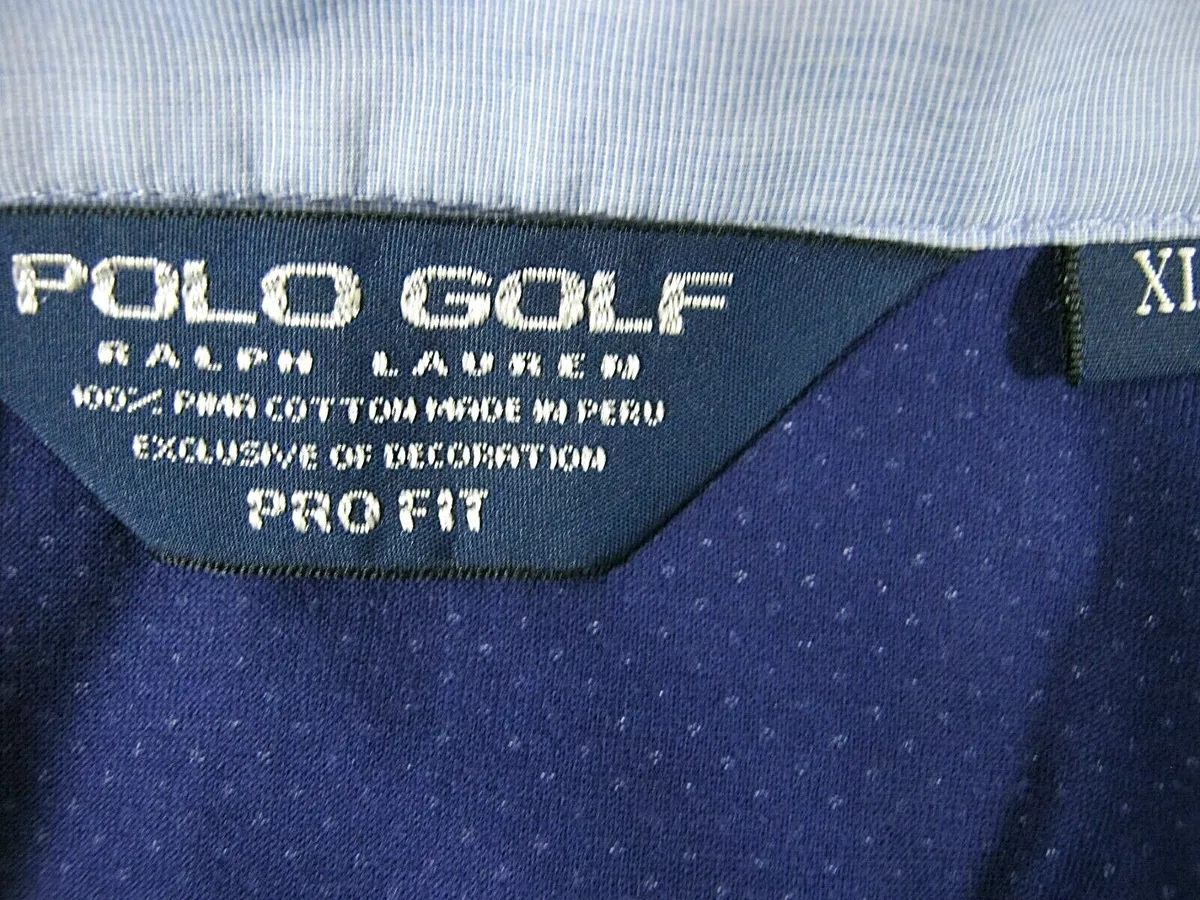 POLO GOLF
RALPH LAUREN
100% PIMA COTTON MADE IN PERU
EXCLUSIVE OF DECORATION
PRO FIT